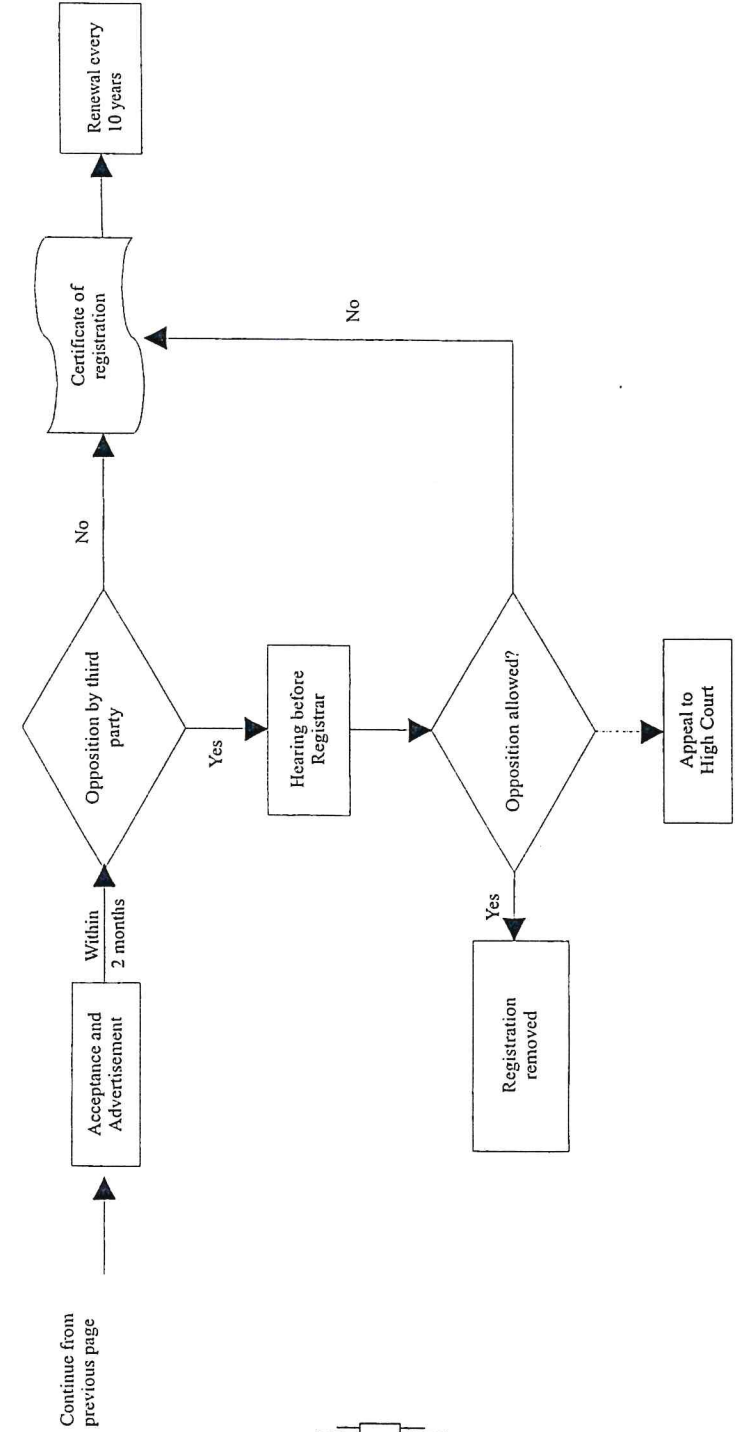 Continue from
previous page
Acceptance and
Advertisement
Within
2 months
Opposition by third
party
No
Certificate of
registration
Renewal every
10 years
Yes
Hearing before
Registrar
Opposition allowed?
No
Yes
Registration
removed
Appeal to
High Court